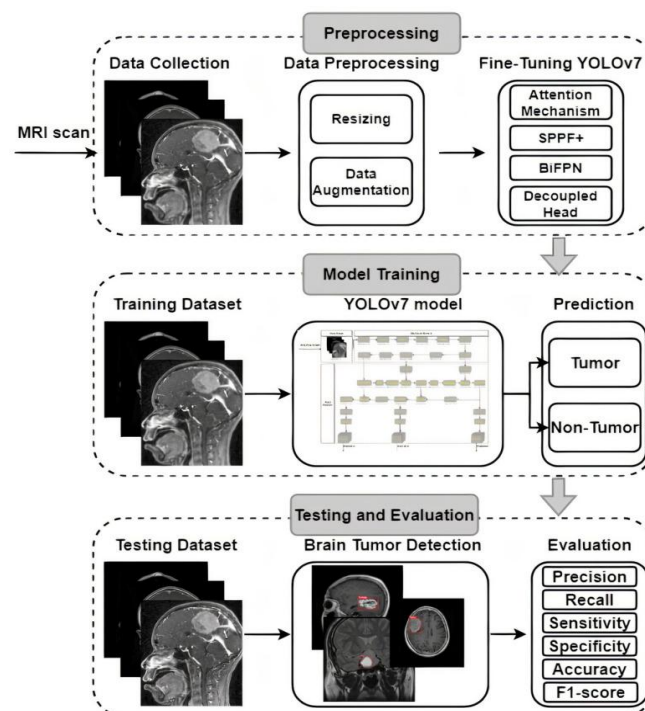 Preprocessing
Data Collection
Data Preprocessing
Fine-Tuning YOLOv7
MRI scan
Resizing
Data
Augmentation
Attention
Mechanism
SPPF+
BiFPN
Decoupled
Head
Model Training
Training Dataset
YOLOv7 model
Prediction
Tumor
Non-Tumor
Testing and Evaluation
Testing Dataset
Brain Tumor Detection
Evaluation
Precision
Recall
Sensitivity
Specificity
Accuracy
F1-score